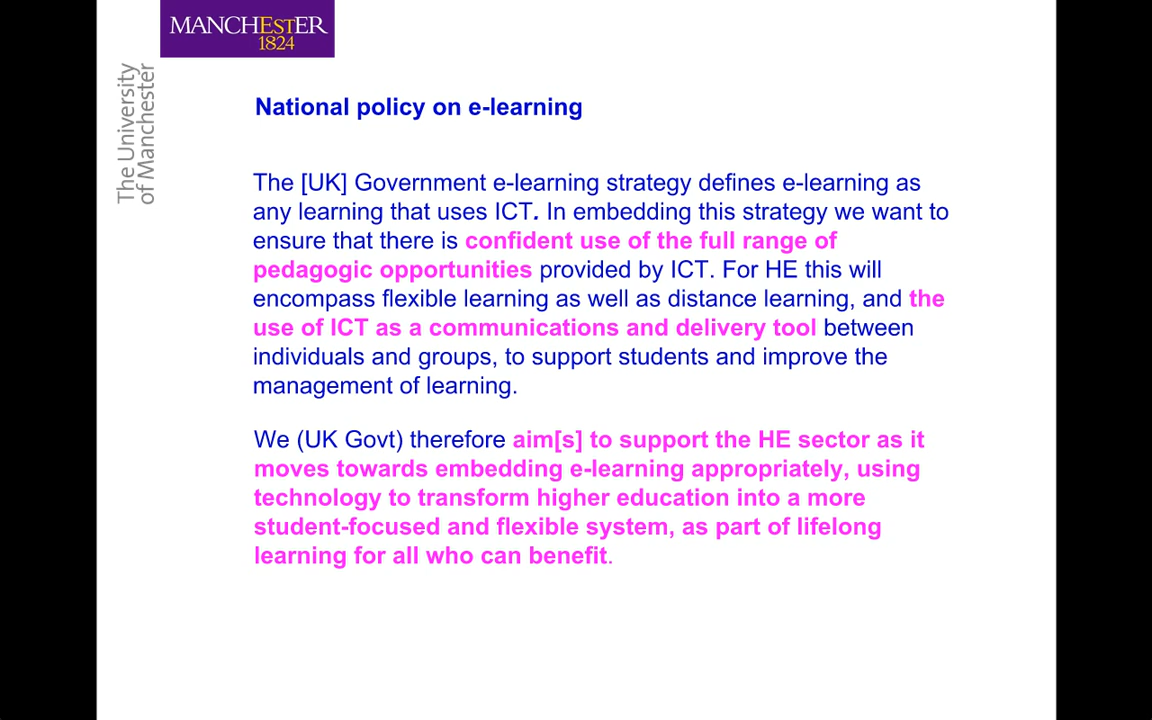 MANCHESTER
1824
The University
of Manchester
National policy on e-learning
The [UK] Government e-learning strategy defines e-learning as
any learning that uses ICT. In embedding this strategy we want to
ensure that there is confident use of the full range of
pedagogic opportunities provided by ICT. For HE this will
encompass flexible learning as well as distance learning, and the
use of ICT as a communications and delivery tool between
individuals and groups, to support students and improve the
management of learning.
We (UK Govt) therefore aim[s] to support the HE sector as it
moves towards embedding e-learning appropriately, using
technology to transform higher education into a more
student-focused and flexible system, as part of lifelong
learning for all who can benefit.